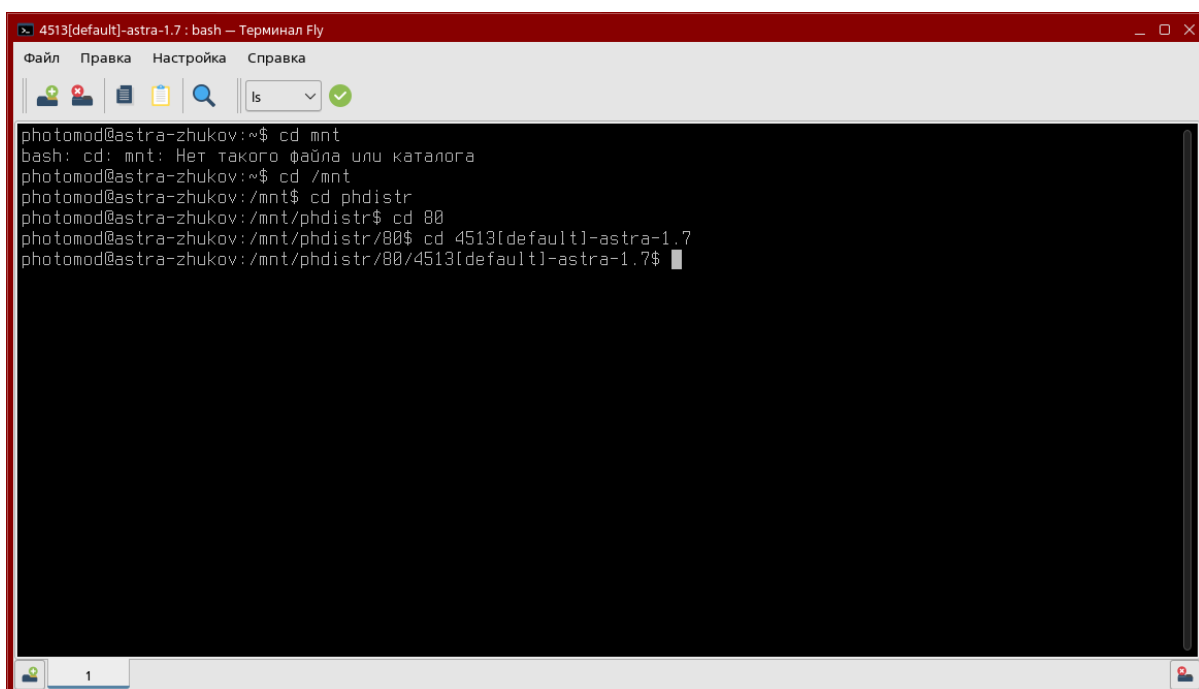 4513[default]-astra-1.7 : bash — Терминал Fly
Файл Правка Настройка Справка
ls
photomod@astra-zhukov:~$ cd mnt
bash: cd: mnt: Нет такого файла или каталога
photomod@astra-zhukov:~$ cd /mnt
photomod@astra-zhukov:/mnt$ cd phdistr
photomod@astra-zhukov:/mnt/phdistr$ cd 80
photomod@astra-zhukov:/mnt/phdistr/80$ cd 4513[default]-astra-1.7
photomod@astra-zhukov:/mnt/phdistr/80/4513[default]-astra-1.7$
1